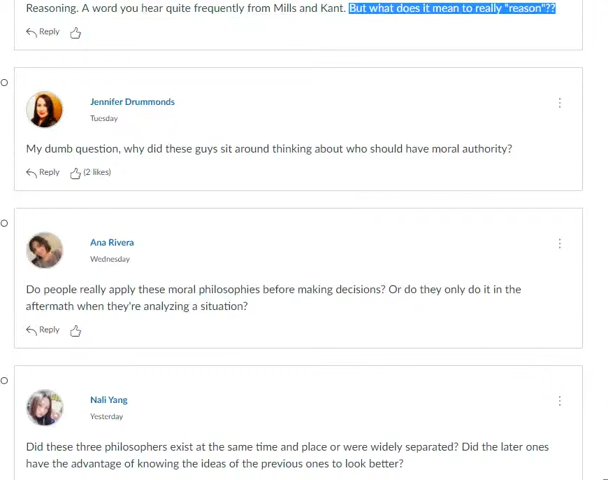 Reasoning. A word you hear quite frequently from Mills and Kant. But what does it mean to really "reason"??
Reply
Jennifer Drummonds
Tuesday
My dumb question, why did these guys sit around thinking about who should have moral authority?
Reply (2 likes)
Ana Rivera
Wednesday
Do people really apply these moral philosophies before making decisions? Or do they only do it in the
aftermath when they're analyzing a situation?
Reply
Nali Yang
Yesterday
Did these three philosophers exist at the same time and place or were widely separated? Did the later ones
have the advantage of knowing the ideas of the previous ones to look better?